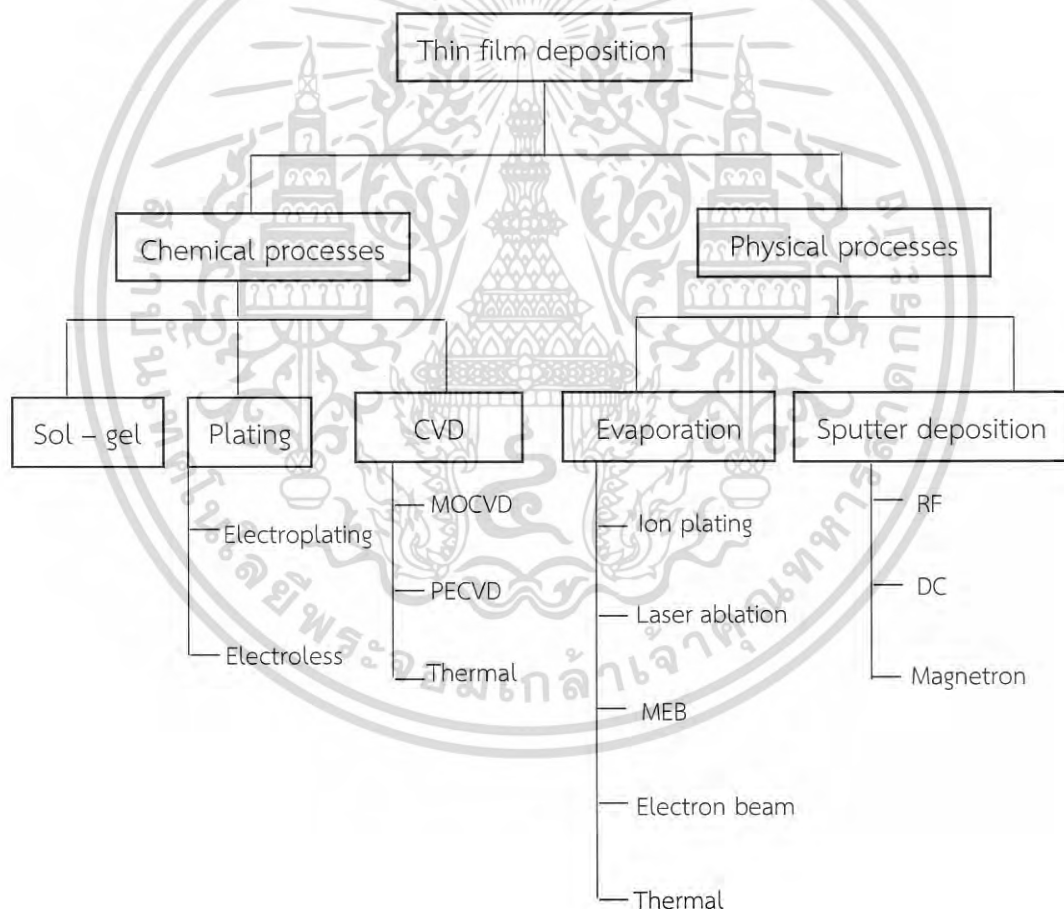 Thin film deposition
Chemical processes
Physical processes
Sol – gel
Plating
CVD
Evaporation
Sputter deposition
Electroplating
Electroless
MOCVD
PECVD
Thermal
Ion plating
Laser ablation
MEB
Electron beam
Thermal
RF
DC
Magnetron